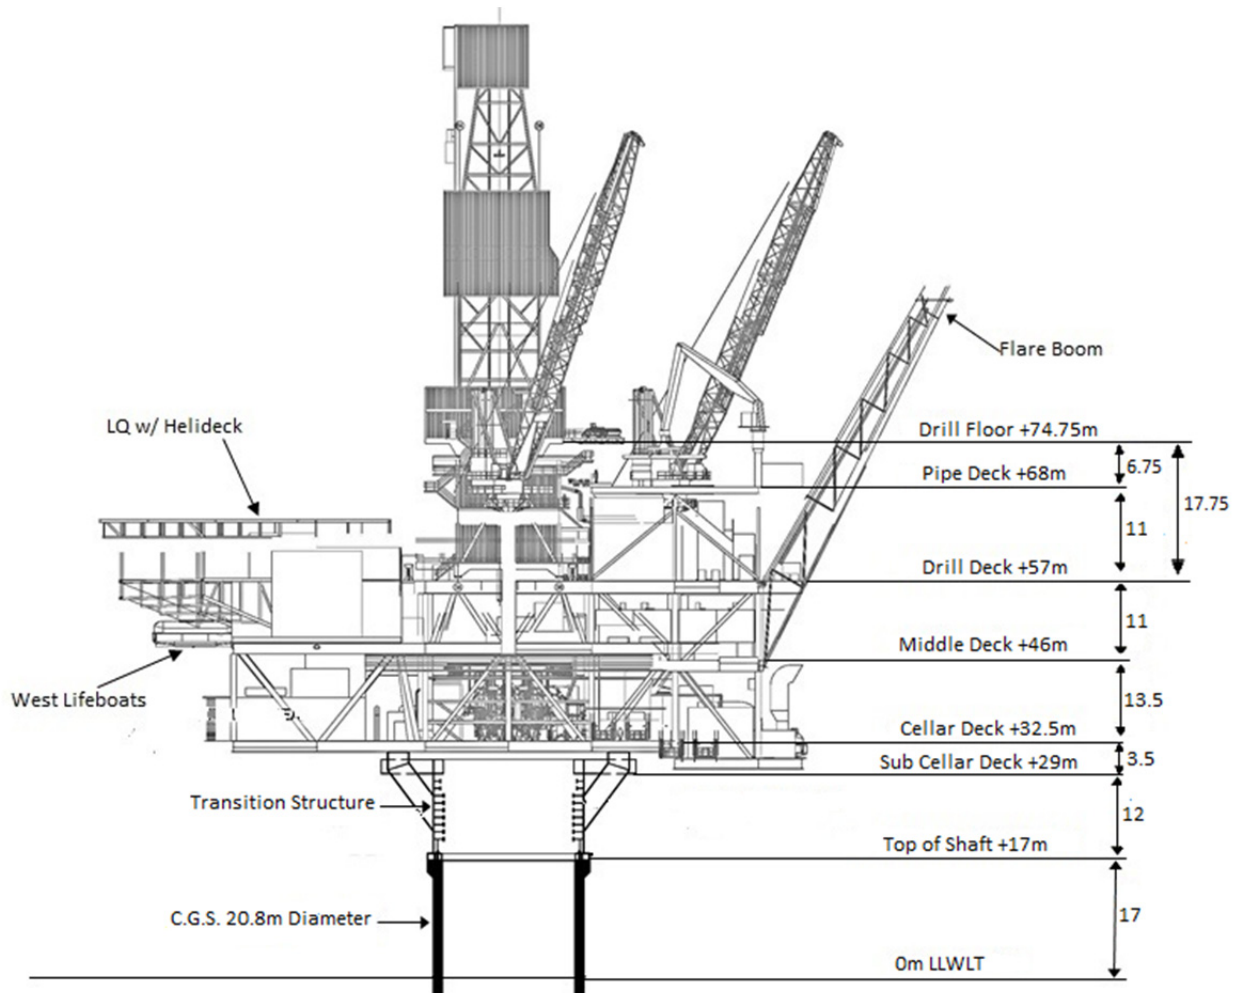 Flare Boom
LQ w/ Helideck
Drill Floor +74.75m
6.75
Pipe Deck +68m
17.75
11
Drill Deck +57m
11
Middle Deck +46m
West Lifeboats
13.5
Cellar Deck +32.5m
3.5
Sub Cellar Deck +29m
Transition Structure
12
Top of Shaft +17m
C.G.S. 20.8m Diameter
17
0m LLWLT